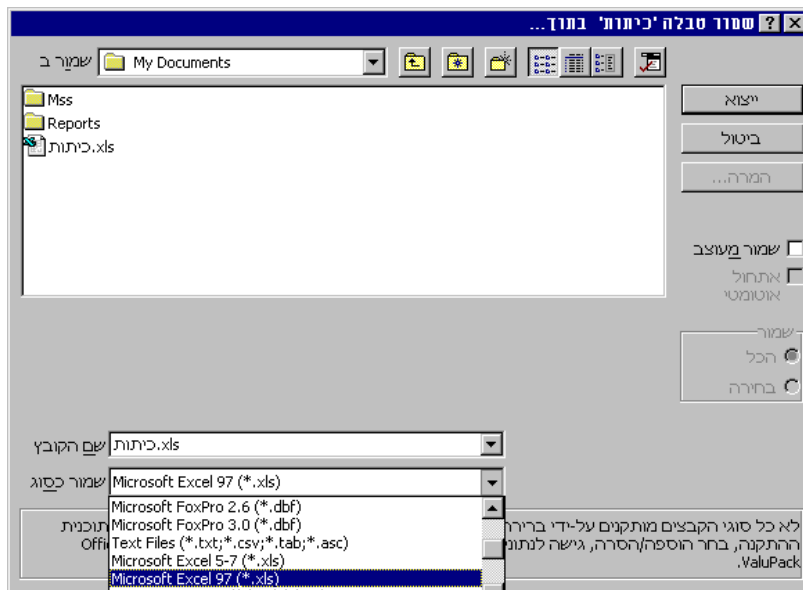 שמור טבלה 'כיתות' בתוך...
שמור ב
My Documents
Mss
Reports
כיתות.xls
ייצוא
ביטול
המרה...
שמור מעוצב
אתחול
אוטומטי
שמור
הכל
בחירה
שם הקובץ
כיתות.xls
שמור כסוג
Microsoft Excel 97 (*.xls)
Microsoft FoxPro 2.6 (*.dbf)
Microsoft FoxPro 3.0 (*.dbf)
Text Files (*.txt;*.csv;*.tab;*.asc)
Microsoft Excel 5-7 (*.xls)
Microsoft Excel 97 (*.xls)
לא כל סוגי הקבצים מותקנים על-ידי תוכנית
ההתקנה, בחר הוספה/הסרה, גישה
ValuPack.